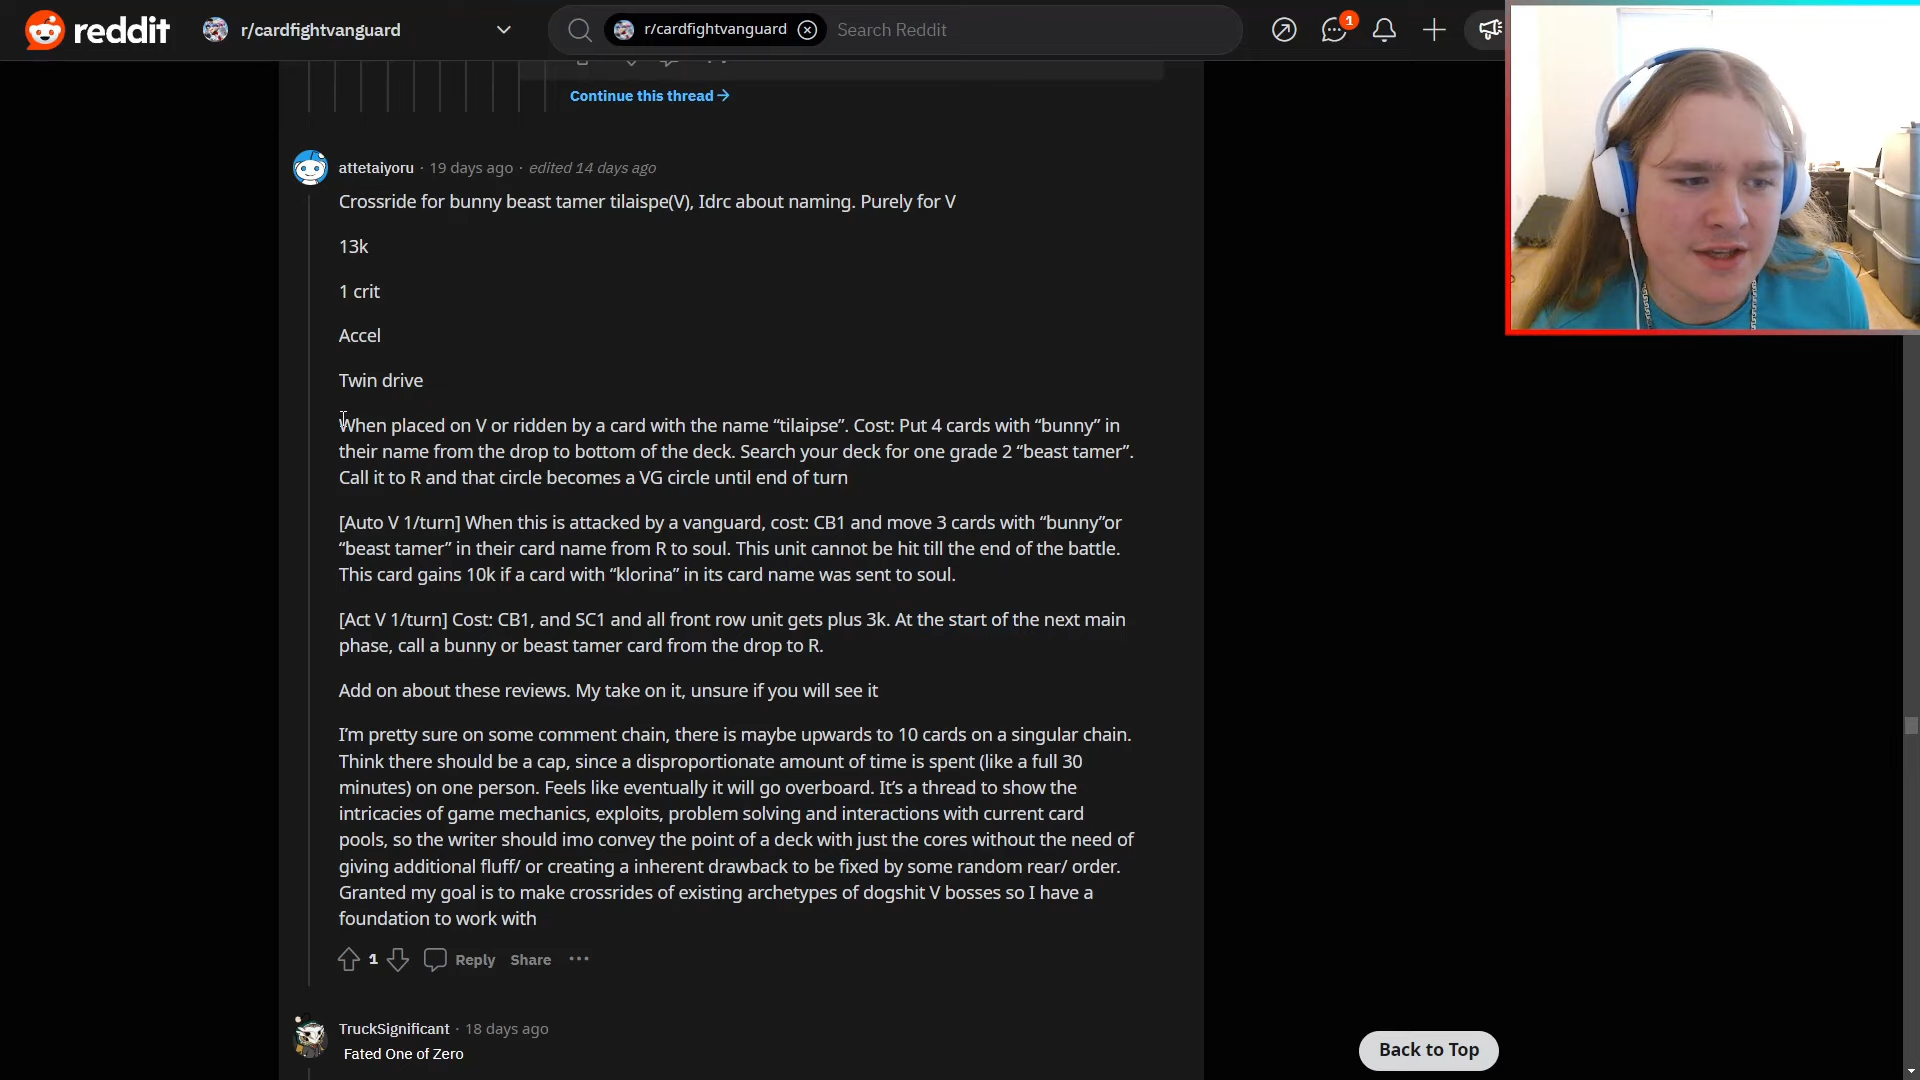 reddit
r/cardfightvanguard
r/cardfightvanguard
Search Reddit
1
Continue this thread →
attetaiyoru · 19 days ago · edited 14 days ago
Crossride for bunny beast tamer tilaispe(V), Idrc about naming. Purely for V
13k
1 crit
Accel
Twin drive
When placed on V or ridden by a card with the name “tilaipse”. Cost: Put 4 cards with “bunny” in
their name from the drop to bottom of the deck. Search your deck for one grade 2 “beast tamer”.
Call it to R and that circle becomes a VG circle until end of turn
[Auto V 1/turn] When this is attacked by a vanguard, cost: CB1 and move 3 cards with “bunny”or
“beast tamer” in their card name from R to soul. This unit cannot be hit till the end of the battle.
This card gains 10k if a card with “klorina” in its card name was sent to soul.
[Act V 1/turn] Cost: CB1, and SC1 and all front row unit gets plus 3k. At the start of the next main
phase, call a bunny or beast tamer card from the drop to R.
Add on about these reviews. My take on it, unsure if you will see it
I’m pretty sure on some comment chain, there is maybe upwards to 10 cards on a singular chain.
Think there should be a cap, since a disproportionate amount of time is spent (like a full 30
minutes) on one person. Feels like eventually it will go overboard. It’s a thread to show the
intricacies of game mechanics, exploits, problem solving and interactions with current card
pools, so the writer should imo convey the point of a deck with just the cores without the need of
giving additional fluff/ or creating a inherent drawback to be fixed by some random rear/ order.
Granted my goal is to make crossrides of existing archetypes of dogshit V bosses so I have a
foundation to work with
1 Reply Share
TruckSignificant · 18 days ago
Fated One of Zero
Back to Top